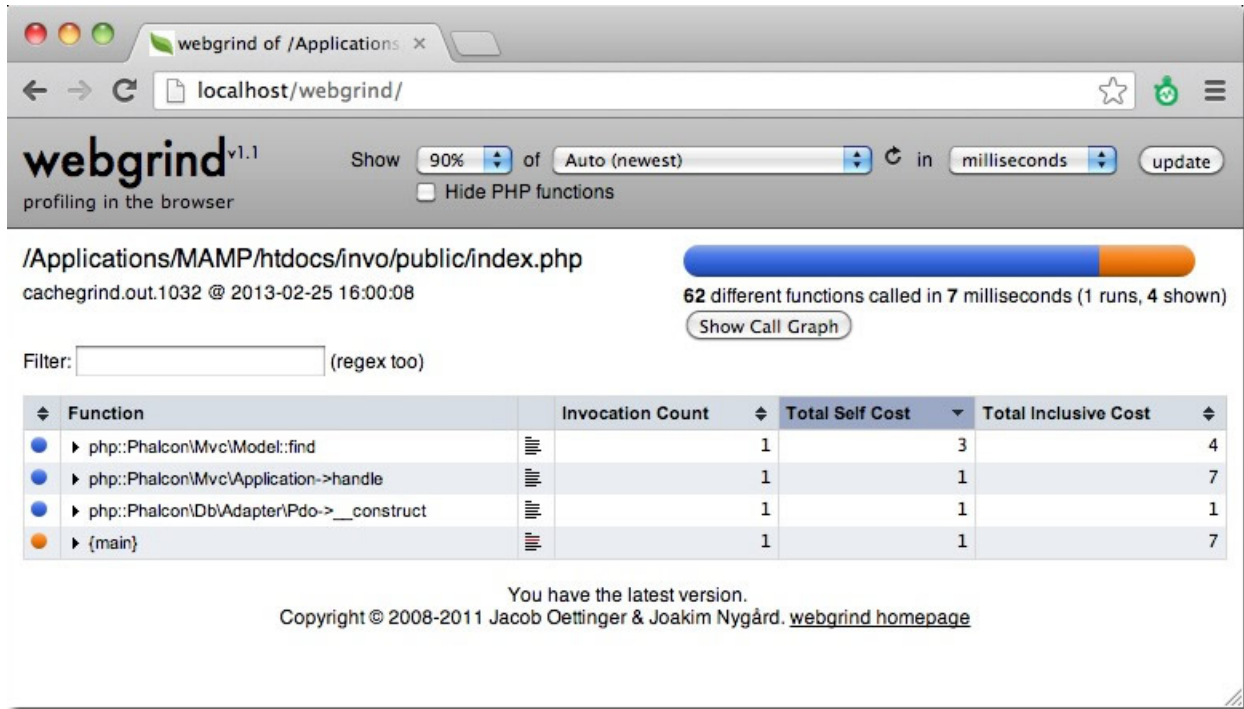 webgrind of /Applications
localhost/webgrind/
webgrind v1.1
profiling in the browser
Show 90% of Auto (newest) in milliseconds update
Hide PHP functions
/Applications/MAMP/htdocs/invo/public/index.php
cachegrind.out.1032 @ 2013-02-25 16:00:08
62 different functions called in 7 milliseconds (1 runs, 4 shown)
Show Call Graph
Filter: (regex too)
Function Invocation Count Total Self Cost Total Inclusive Cost
php::Phalcon\Mvc\Model::find 1 3 4
php::Phalcon\Mvc\Application->handle 1 1 7
php::Phalcon\Db\Adapter\Pdo->__construct 1 1 1
{main} 1 1 7
You have the latest version.
Copyright © 2008-2011 Jacob Oettinger & Joakim Nygård. webgrind homepage